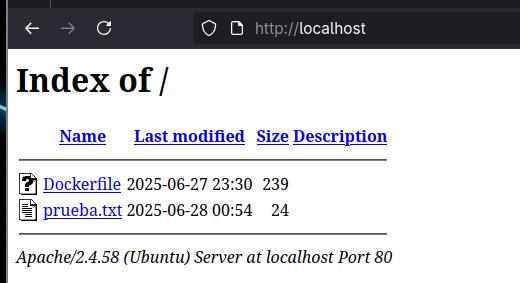 http://localhost
Index of /
Name Last modified Size Description
Dockerfile 2025-06-27 23:30 239
prueba.txt 2025-06-28 00:54 24
Apache/2.4.58 (Ubuntu) Server at localhost Port 80